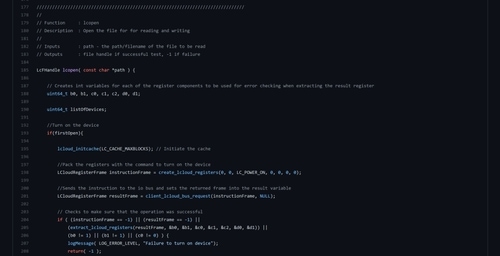 177 ////////////////////////////////////////////////////////////////////////////////
178 //
179 // Function : lcopen
180 // Description : Open the file for for reading and writing
181 //
182 // Inputs : path - the path/filename of the file to be read
183 // Outputs : file handle if successful test, -1 if failure
184
185 LcFHandle lcopen( const char *path ) {
186
187 // Creates int variables for each of the register components to be used for error checking when extracting the result register
188 uint64_t b0, b1, c0, c1, c2, d0, d1;
189
190 uint64_t listOfDevices;
191
192 //Turn on the device
193 if(firstOpen){
194
195 lcloud_initcache(LC_CACHE_MAXBLOCKS); // Initiate the cache
196
197 //Pack the registers with the command to turn on the device
198 LCloudRegisterFrame instructionFrame = create_lcloud_registers(0, 0, LC_POWER_ON, 0, 0, 0, 0);
199
200 //Sends the instruction to the io bus and sets the returned frame into the result variable
201 LCloudRegisterFrame resultFrame = client_lcloud_bus_request(instructionFrame, NULL);
202
203 // Checks to make sure that the operation was successful
204 if ( (instructionFrame == -1) || (resultFrame == -1) ||
205 (extract_lcloud_registers(resultFrame, &b0, &b1, &c0, &c1, &c2, &d0, &d1)) ||
206 (b0 != 1) || (b1 != 1) || (c0 != 0) ) {
207 logMessage( LOG_ERROR_LEVEL, "Failure to turn on device");
208 return( -1 );